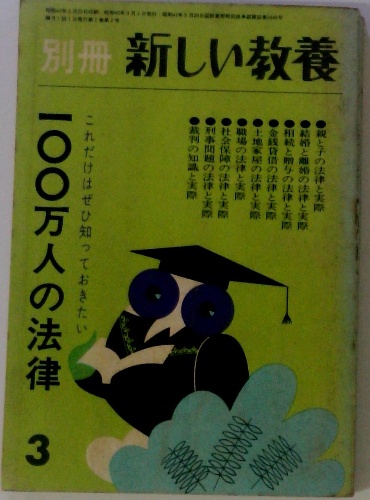 別冊 新しい教養
●親と子の法律と実際
●結婚と離婚の法律と実際
●相続と贈与の法律と実際
●金銭貸借の法律と実際
●土地家屋の法律と実際
●職場の法律と実際
●社会保障の法律と実際
●刑事問題の法律と実際
●裁判の知識と実際
これだけはぜひ知っておきたい
一〇〇万人の法律
3